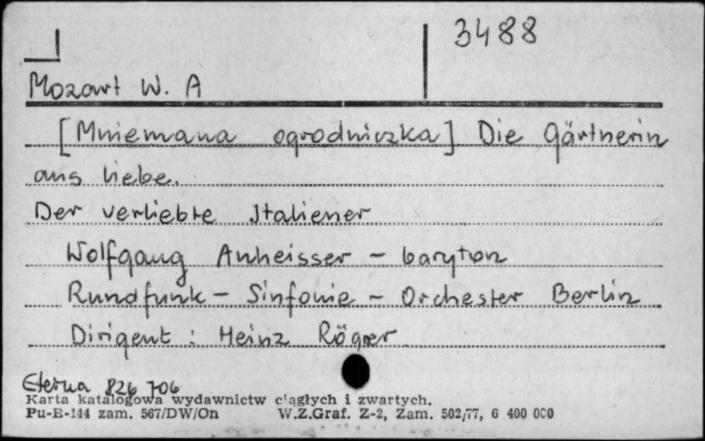 3488
Mozart W. A
[Mniemana ogrodniczka] Die Gärtnerin
aus liebe.
Der verliebte Italiener
Wolfgang Anheisser - baryton
Rundfunk - Sinfonie - Orchester Berlin
Dirigent : Heinz Rögner
Eterna 826 706
Karta katalogowa wydawnictw ciągłych i zwartych.
Pu-B-144 zam. 567/DW/On W.Z.Graf. Z-2, Zam. 502/77, 6 400 000